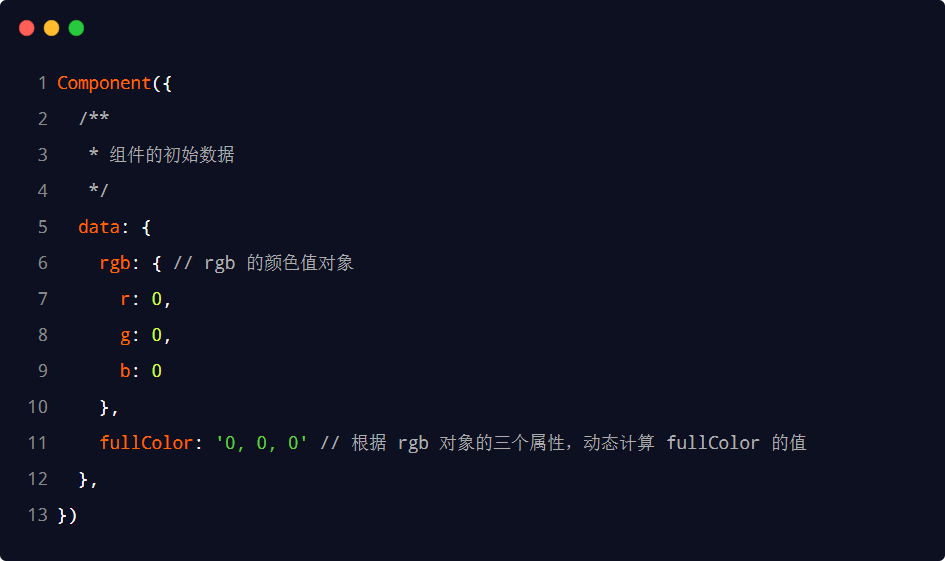 1 Component({
2   /**
3    * 组件的初始数据
4    */
5   data: {
6     rgb: { // rgb 的颜色值对象
7       r: 0,
8       g: 0,
9       b: 0
10     },
11     fullColor: '0, 0, 0' // 根据 rgb 对象的三个属性，动态计算 fullColor 的值
12   },
13 })